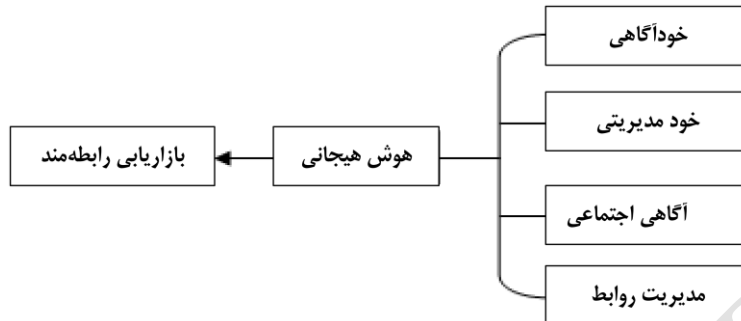 خودآگاهی
خود مدیریتی
بازاریابی رابطه‌مند
هوش هیجانی
آگاهی اجتماعی
مدیریت روابط